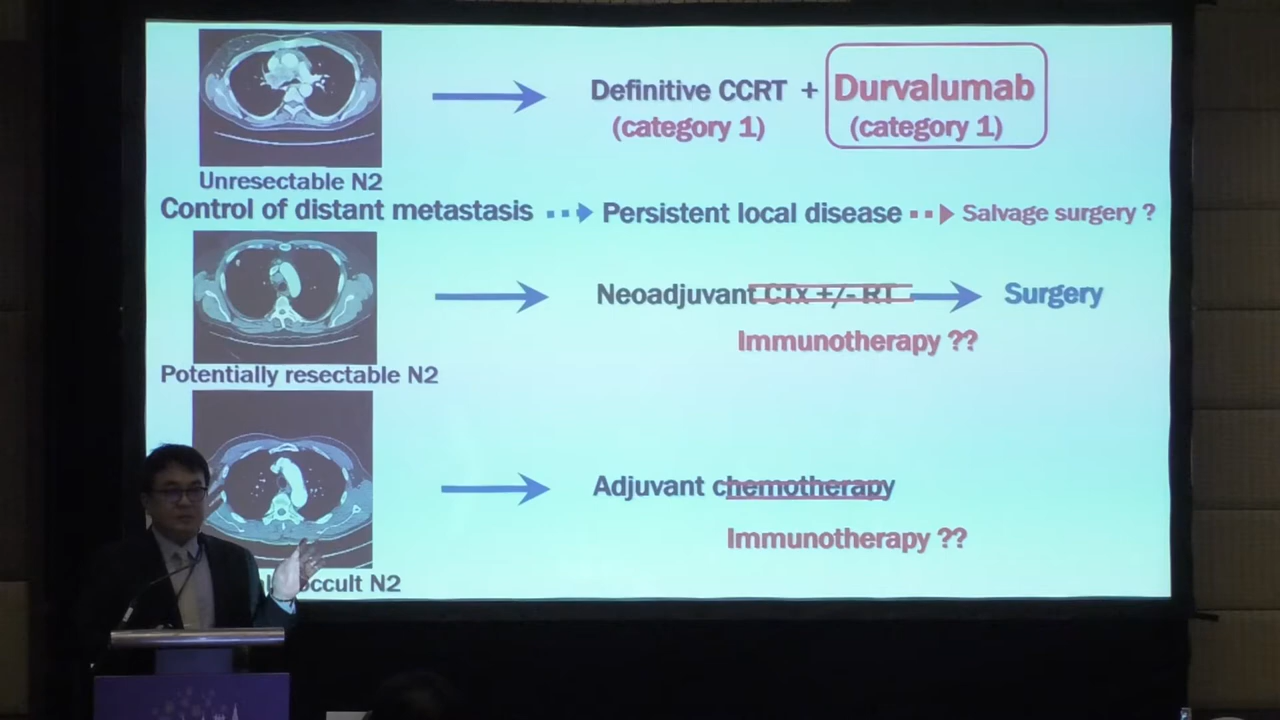 Definitive CCRT + Durvalumab
(category 1) (category 1)
Unresectable N2
Control of distant metastasis Persistent local disease Salvage surgery ?
Neoadjuvant CTx +/- RT Surgery
Immunotherapy ??
Potentially resectable N2
Adjuvant chemotherapy
Immunotherapy ??
occult N2